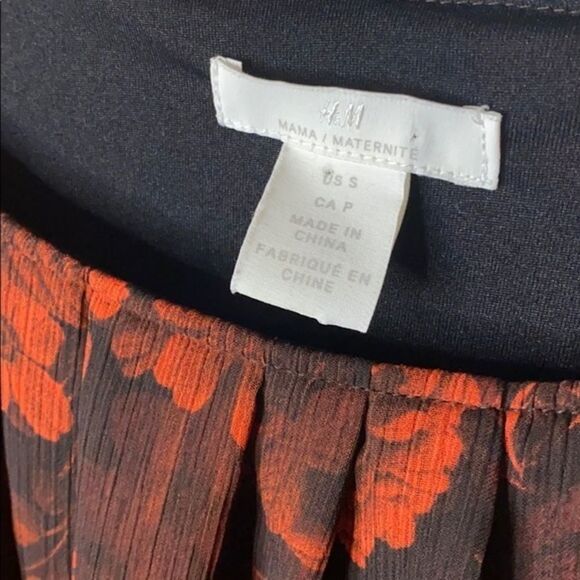 H&M
MAMA / MATERNITÉ
US S
CA P
MADE IN
CHINA
FABRIQUÉ EN
CHINE